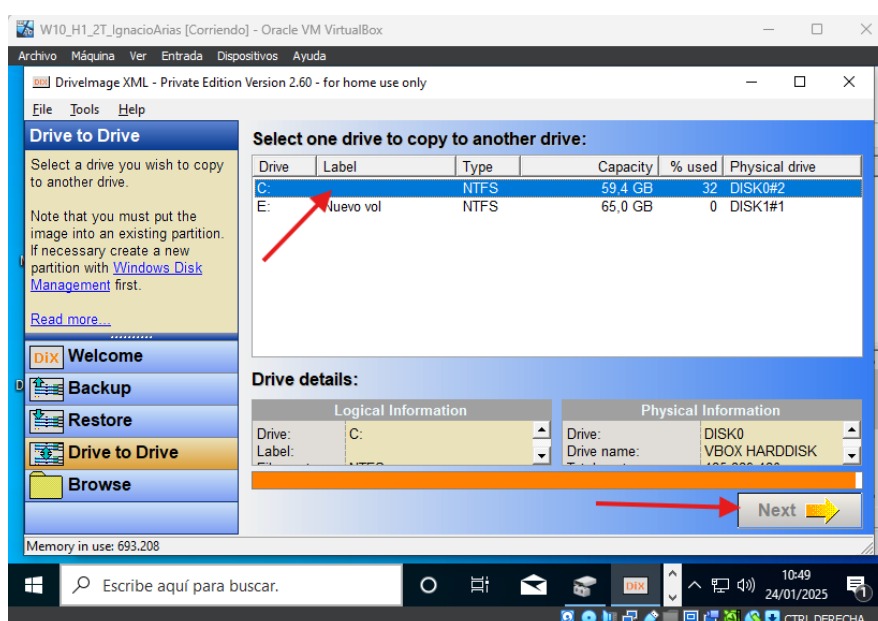 W10_H1_2T_IgnacioArias [Corriendo] - Oracle VM VirtualBox
Archivo Máquina Ver Entrada Dispositivos Ayuda
DiX DriveImage XML - Private Edition Version 2.60 - for home use only
File Tools Help
Drive to Drive
Select a drive you wish to copy
to another drive.
Note that you must put the
image into an existing partition.
If necessary create a new
partition with Windows Disk
Management first.
Read more...
DiX Welcome
Backup
Restore
Drive to Drive
Browse
Select one drive to copy to another drive:
Drive Label Type Capacity % used Physical drive
C: NTFS 59,4 GB 32 DISK0#2
E: Nuevo vol NTFS 65,0 GB 0 DISK1#1
Drive details:
Logical Information
Drive: C:
Label:
NTFS
Physical Information
Drive: DISK0
Drive name: VBOX HARDDISK
Next
Memory in use: 693.208
Escribe aquí para buscar.
DiX
10:49
24/01/2025
1
CTRL DERECHA